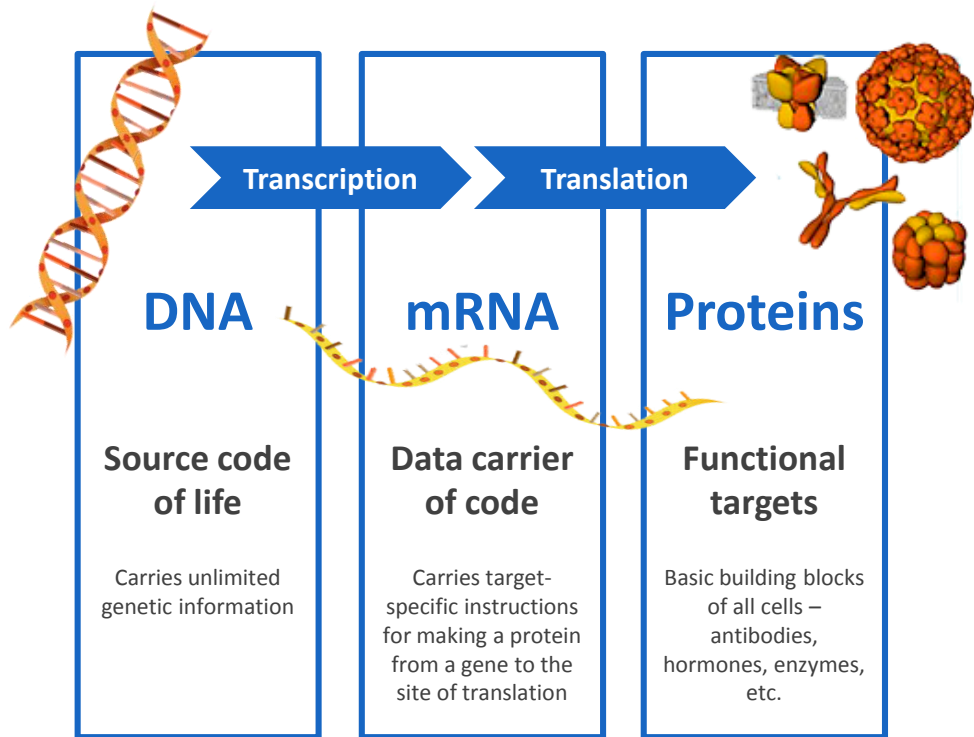 Transcription
Translation
DNA
mRNA
Proteins
Source code
of life
Data carrier
of code
Functional
targets
Carries unlimited
genetic information
Carries target-
specific instructions
for making a protein
from a gene to the
site of translation
Basic building blocks
of all cells –
antibodies,
hormones, enzymes,
etc.